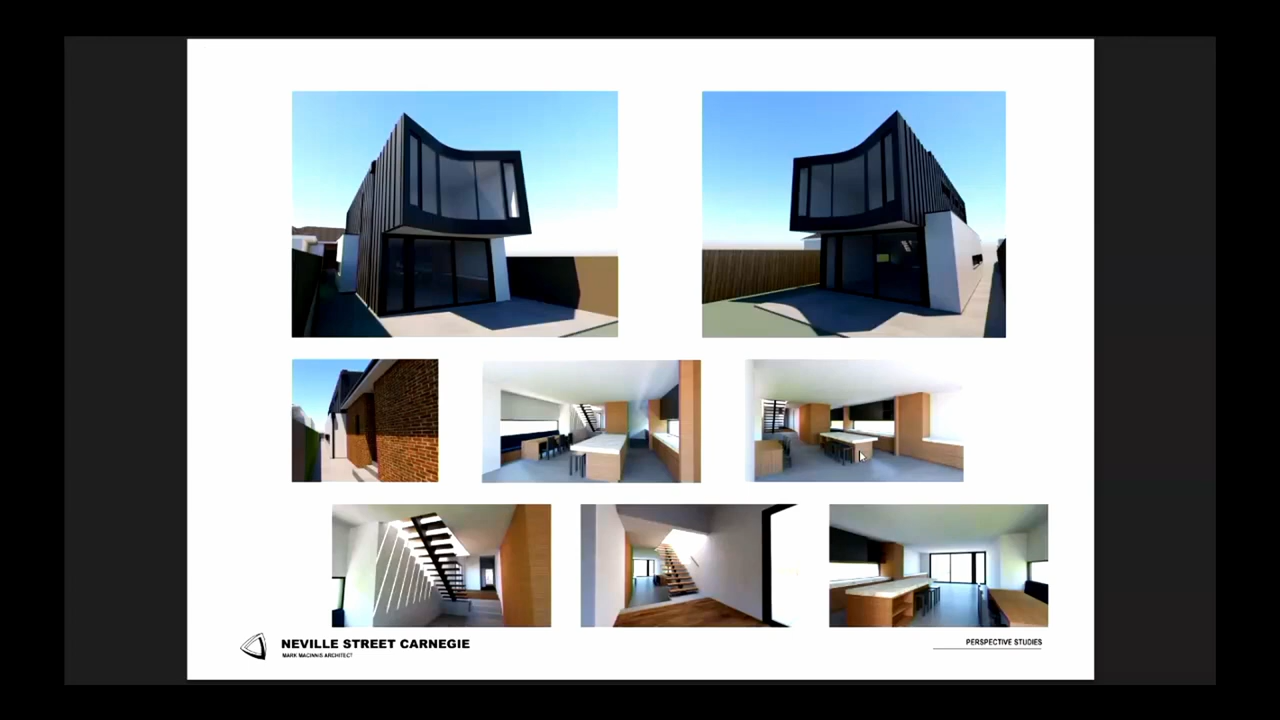 NEVILLE STREET CARNEGIE
MARK MACINNIS ARCHITECT
PERSPECTIVE STUDIES